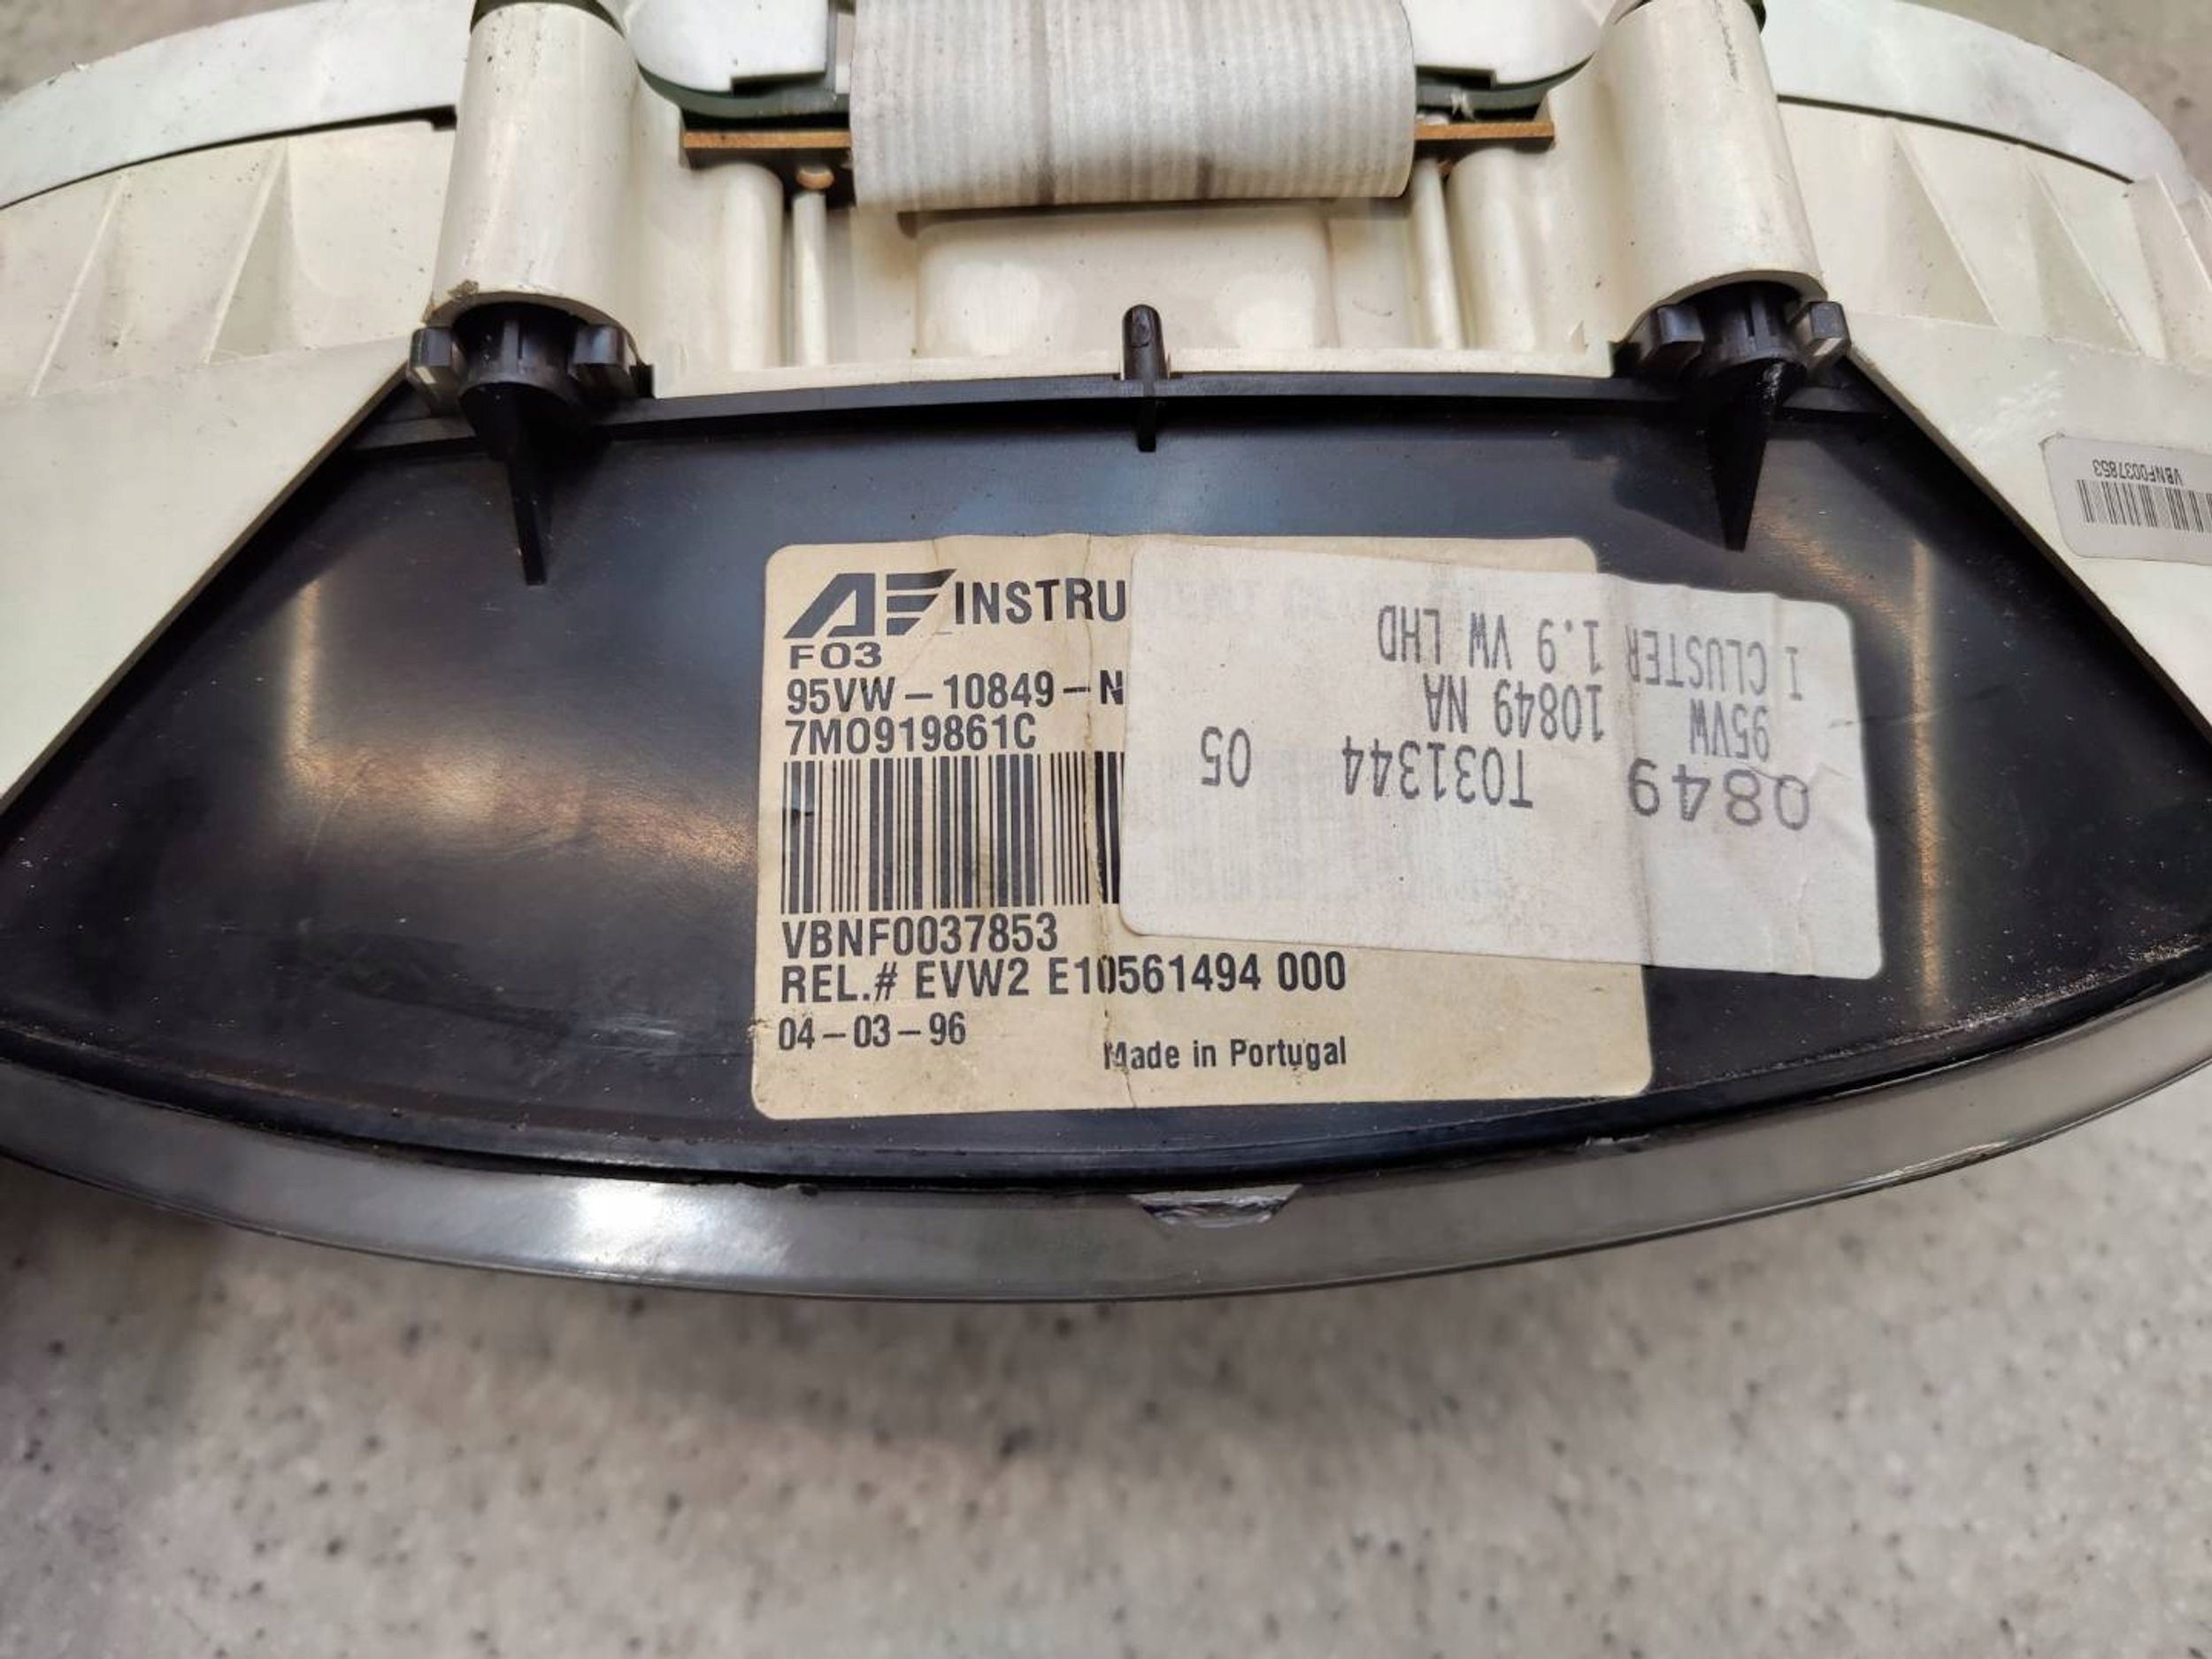 INSTRU
F03
95VW-10849-N
7M0919861C
VBNF0037853
REL.# EVW2 E10561494 000
04-03-96
Made in Portugal
0849 T031344 05
95VW 10849 NA
I CLUSTER 1.9 VW LHD
VBNF0037853